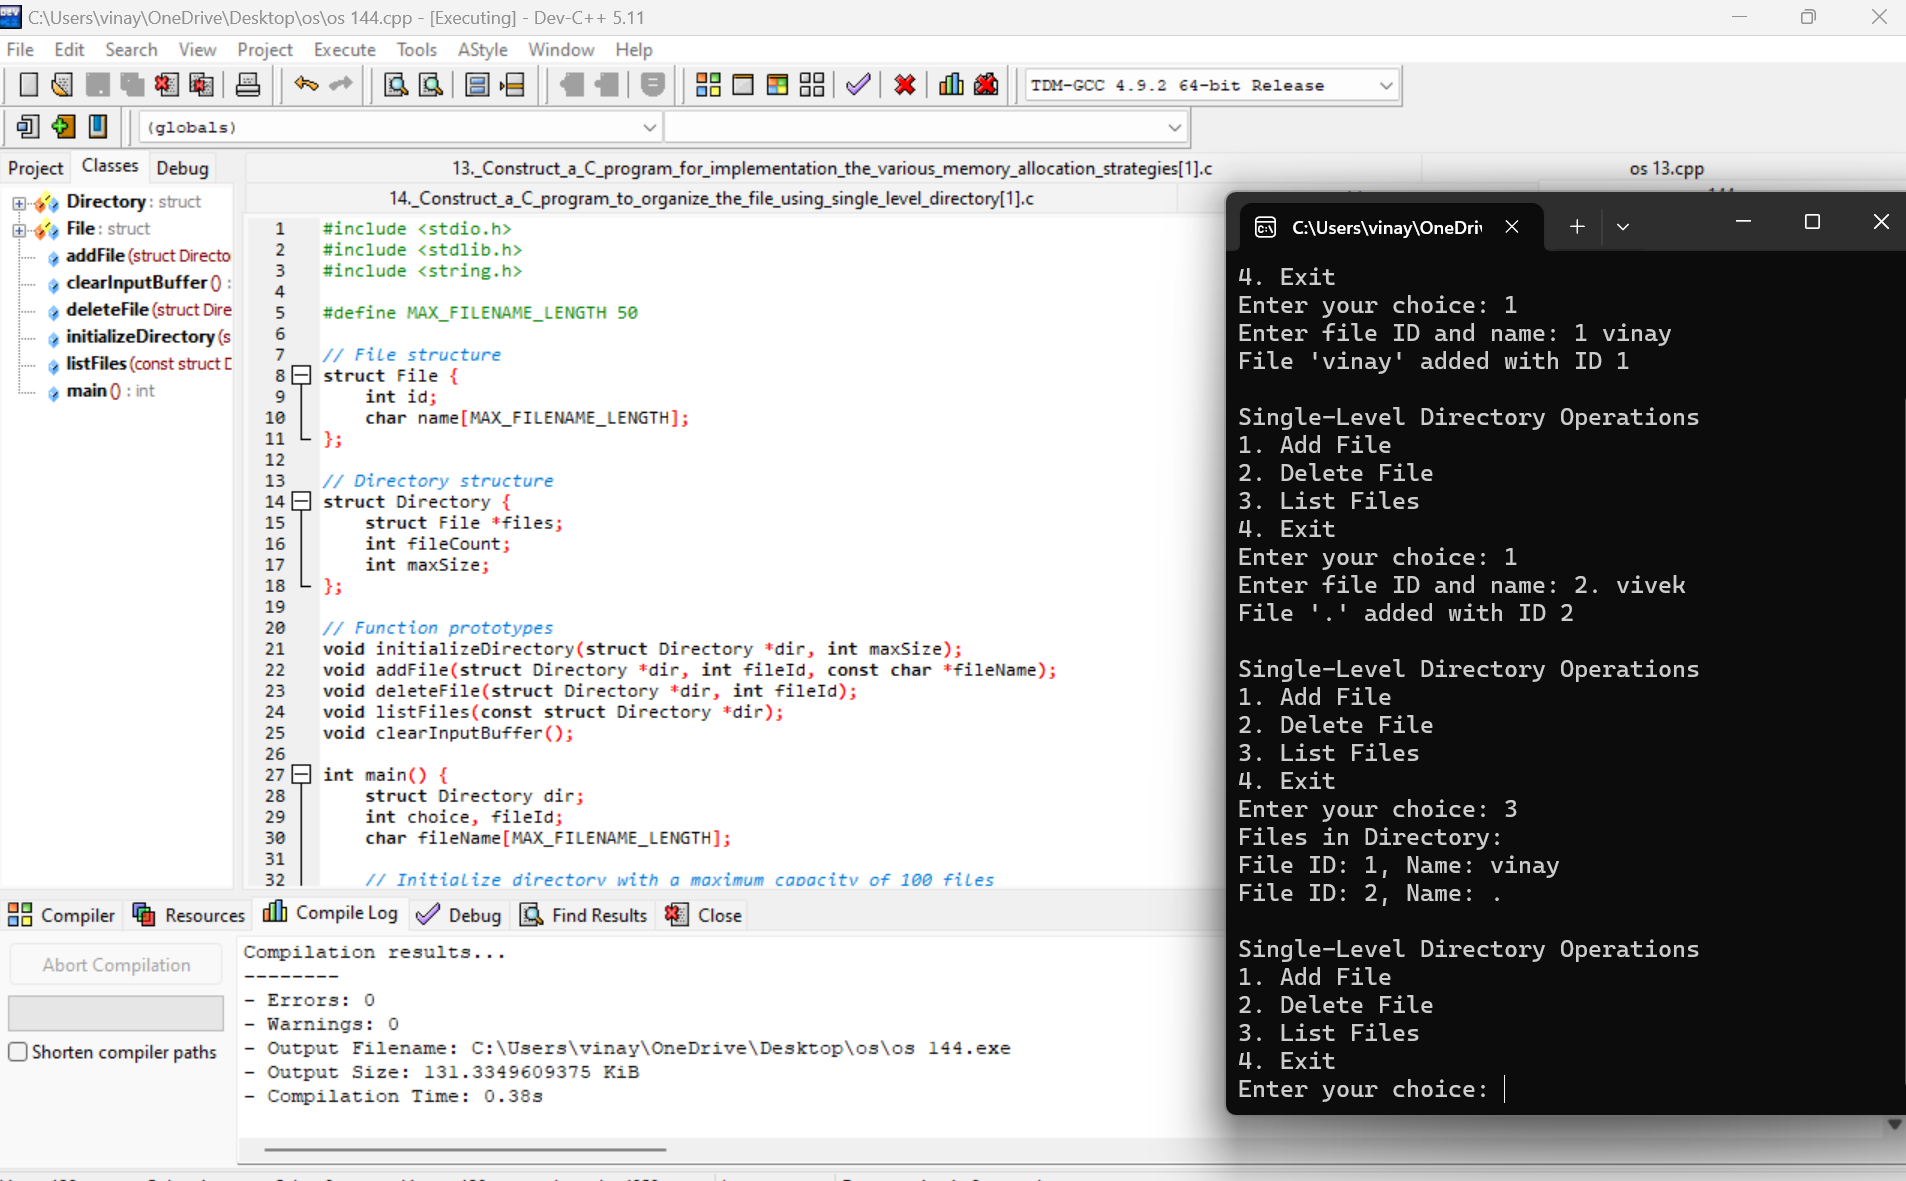 C:\Users\vinay\OneDrive\Desktop\os\os 144.cpp - [Executing] - Dev-C++ 5.11
File Edit Search View Project Execute Tools AStyle Window Help
TDM-GCC 4.9.2 64-bit Release
(globals)
Project Classes Debug
13._Construct_a_C_program_for_implementation_the_various_memory_allocation_strategies[1].c
os 13.cpp
14._Construct_a_C_program_to_organize_the_file_using_single_level_directory[1].c
Directory : struct
File : struct
addFile (struct Directo
clearInputBuffer () :
deleteFile (struct Dire
initializeDirectory (s
listFiles (const struct D
main () : int
1 #include <stdio.h>
2 #include <stdlib.h>
3 #include <string.h>
4
5 #define MAX_FILENAME_LENGTH 50
6
7 // File structure
8 struct File {
9 int id;
10 char name[MAX_FILENAME_LENGTH];
11 };
12
13 // Directory structure
14 struct Directory {
15 struct File *files;
16 int fileCount;
17 int maxSize;
18 };
19
20 // Function prototypes
21 void initializeDirectory(struct Directory *dir, int maxSize);
22 void addFile(struct Directory *dir, int fileId, const char *fileName);
23 void deleteFile(struct Directory *dir, int fileId);
24 void listFiles(const struct Directory *dir);
25 void clearInputBuffer();
26
27 int main() {
28 struct Directory dir;
29 int choice, fileId;
30 char fileName[MAX_FILENAME_LENGTH];
31
32 // Initialize directory with a maximum capacity of 100 files
C:\Users\vinay\OneDri
4. Exit
Enter your choice: 1
Enter file ID and name: 1 vinay
File 'vinay' added with ID 1
Single-Level Directory Operations
1. Add File
2. Delete File
3. List Files
4. Exit
Enter your choice: 1
Enter file ID and name: 2. vivek
File '.' added with ID 2
Single-Level Directory Operations
1. Add File
2. Delete File
3. List Files
4. Exit
Enter your choice: 3
Files in Directory:
File ID: 1, Name: vinay
File ID: 2, Name: .
Single-Level Directory Operations
1. Add File
2. Delete File
3. List Files
4. Exit
Enter your choice:
Compiler Resources Compile Log Debug Find Results Close
Abort Compilation
Shorten compiler paths
Compilation results...
--------
- Errors: 0
- Warnings: 0
- Output Filename: C:\Users\vinay\OneDrive\Desktop\os\os 144.exe
- Output Size: 131.3349609375 KiB
- Compilation Time: 0.38s